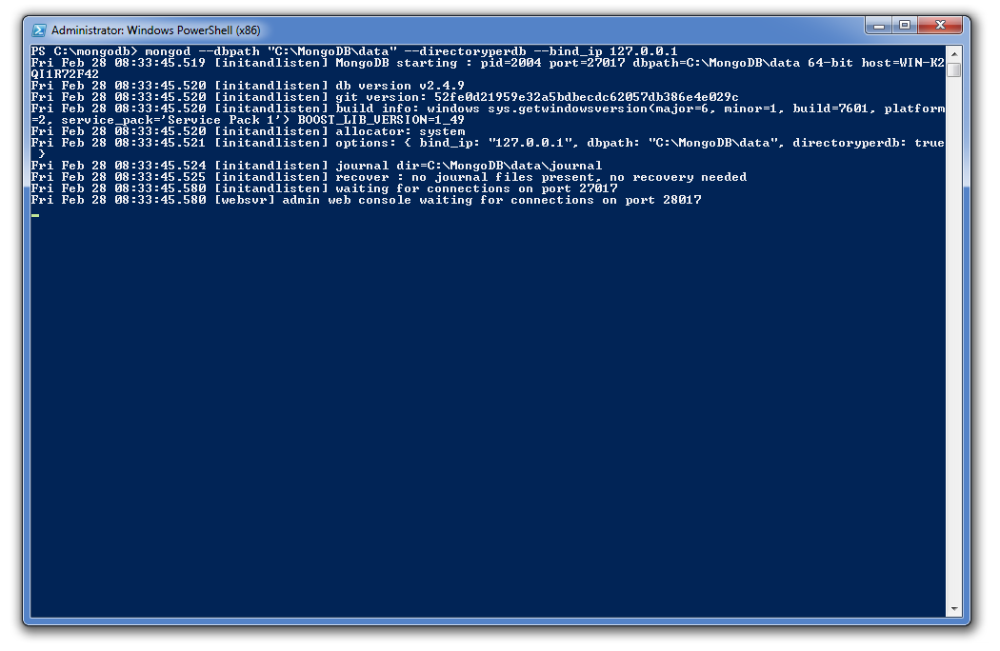 Administrator: Windows PowerShell (x86)
PS C:\mongodb> mongod --dbpath "C:\MongoDB\data" --directoryperdb --bind_ip 127.0.0.1
Fri Feb 28 08:33:45.519 [initandlisten] MongoDB starting : pid=2004 port=27017 dbpath=C:\MongoDB\data 64-bit host=WIN-K2
QI1R72F42
Fri Feb 28 08:33:45.520 [initandlisten] db version v2.4.9
Fri Feb 28 08:33:45.520 [initandlisten] git version: 52fe0d21959e32a5bdbecdc62057db386e4e029c
Fri Feb 28 08:33:45.520 [initandlisten] build info: windows sys.getwindowsversion(major=6, minor=1, build=7601, platform
=2, service_pack='Service Pack 1') BOOST_LIB_VERSION=1_49
Fri Feb 28 08:33:45.520 [initandlisten] allocator: system
Fri Feb 28 08:33:45.521 [initandlisten] options: { bind_ip: "127.0.0.1", dbpath: "C:\MongoDB\data", directoryperdb: true
}
Fri Feb 28 08:33:45.524 [initandlisten] journal dir=C:\MongoDB\data\journal
Fri Feb 28 08:33:45.525 [initandlisten] recover : no journal files present, no recovery needed
Fri Feb 28 08:33:45.580 [initandlisten] waiting for connections on port 27017
Fri Feb 28 08:33:45.580 [websvr] admin web console waiting for connections on port 28017